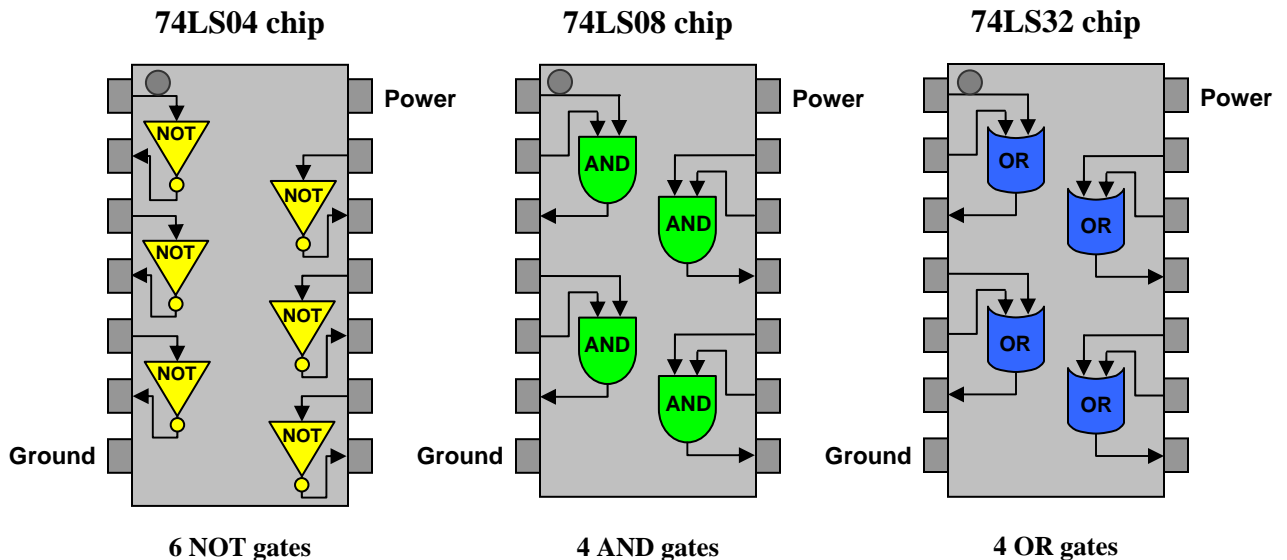 74LS04 chip
74LS08 chip
74LS32 chip
Power
Power
Power
NOT
NOT
NOT
NOT
NOT
NOT
AND
AND
AND
AND
OR
OR
OR
OR
Ground
Ground
Ground
6 NOT gates
4 AND gates
4 OR gates